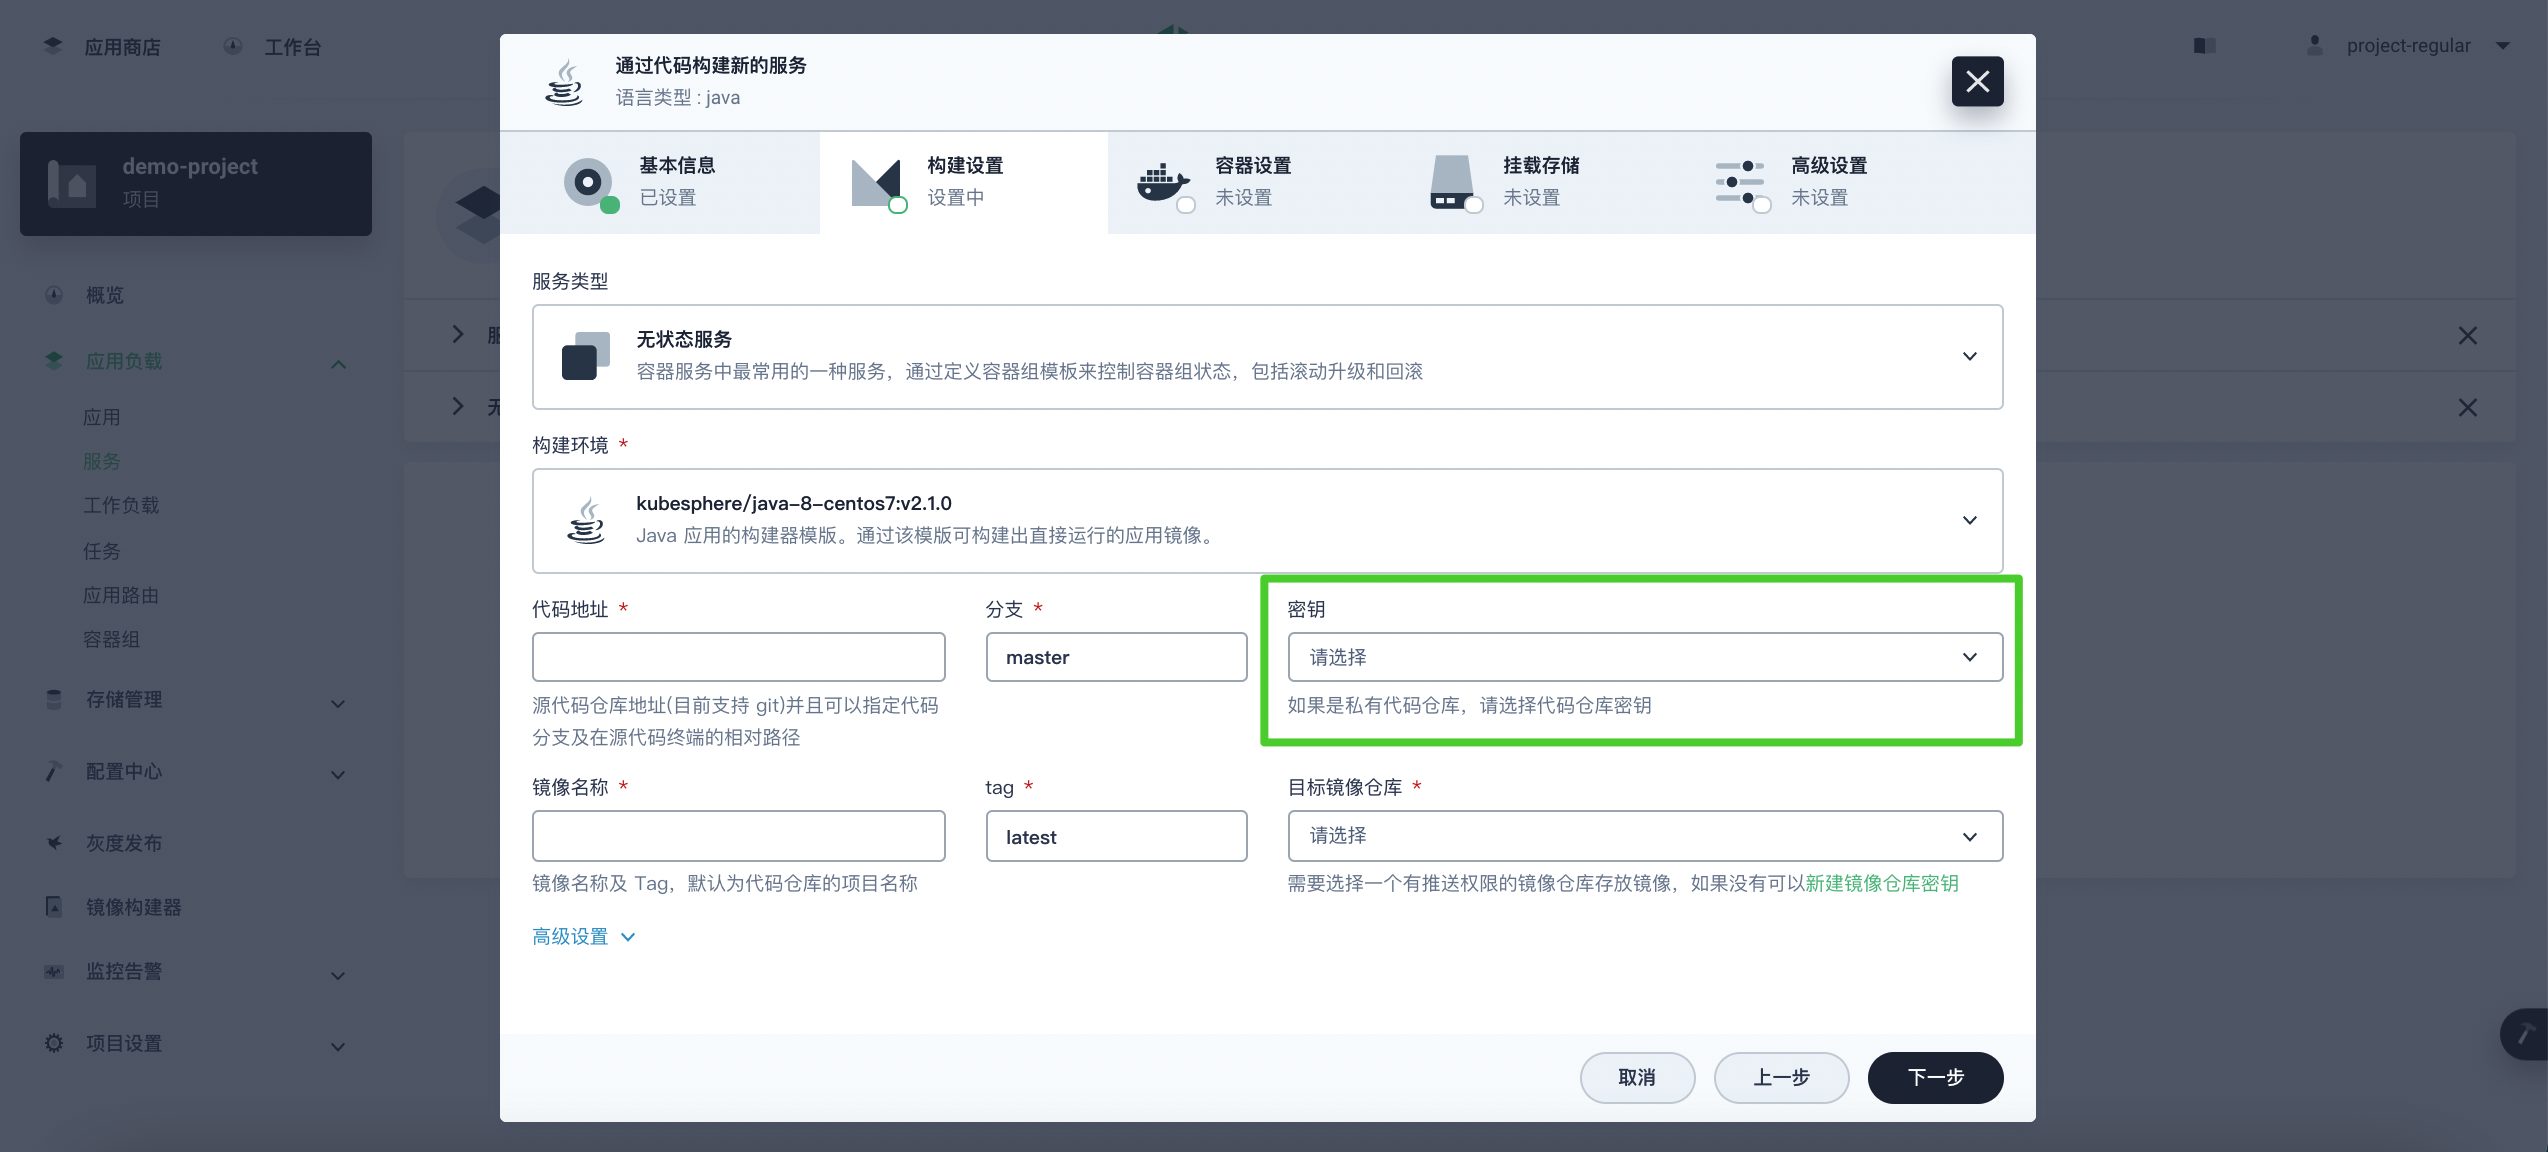 应用商店
工作台
project-regular
demo-project
项目
概览
应用负载
应用
服务
工作负载
任务
应用路由
容器组
存储管理
配置中心
灰度发布
镜像构建器
监控告警
项目设置
通过代码构建新的服务
语言类型 : java
基本信息
已设置
构建设置
设置中
容器设置
未设置
挂载存储
未设置
高级设置
未设置
服务类型
无状态服务
容器服务中最常用的一种服务，通过定义容器组模板来控制容器组状态，包括滚动升级和回滚
构建环境 *
kubesphere/java-8-centos7:v2.1.0
Java 应用的构建器模版。通过该模版可构建出直接运行的应用镜像。
代码地址 *
分支 *
密钥
master
请选择
源代码仓库地址(目前支持 git)并且可以指定代码
分支及在源代码终端的相对路径
如果是私有代码仓库，请选择代码仓库密钥
镜像名称 *
tag *
目标镜像仓库 *
latest
请选择
镜像名称及 Tag，默认为代码仓库的项目名称
需要选择一个有推送权限的镜像仓库存放镜像，如果没有可以新建镜像仓库密钥
高级设置
取消
上一步
下一步